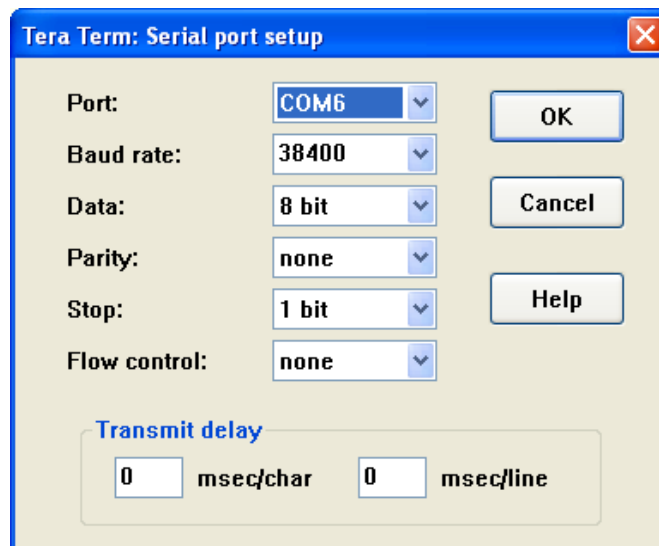 Tera Term: Serial port setup
Port: COM6 OK
Baud rate: 38400
Data: 8 bit Cancel
Parity: none
Stop: 1 bit Help
Flow control: none
Transmit delay
0 msec/char 0 msec/line